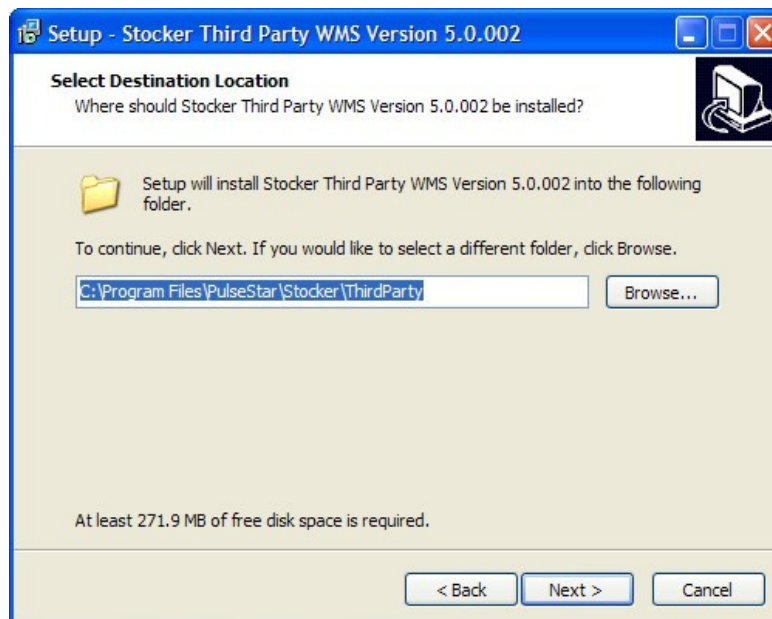 Setup - Stocker Third Party WMS Version 5.0.002
Select Destination Location
Where should Stocker Third Party WMS Version 5.0.002 be installed?
Setup will install Stocker Third Party WMS Version 5.0.002 into the following
folder.
To continue, click Next. If you would like to select a different folder, click Browse.
C:\Program Files\PulseStar\Stocker\ThirdParty
Browse...
At least 271.9 MB of free disk space is required.
< Back
Next >
Cancel